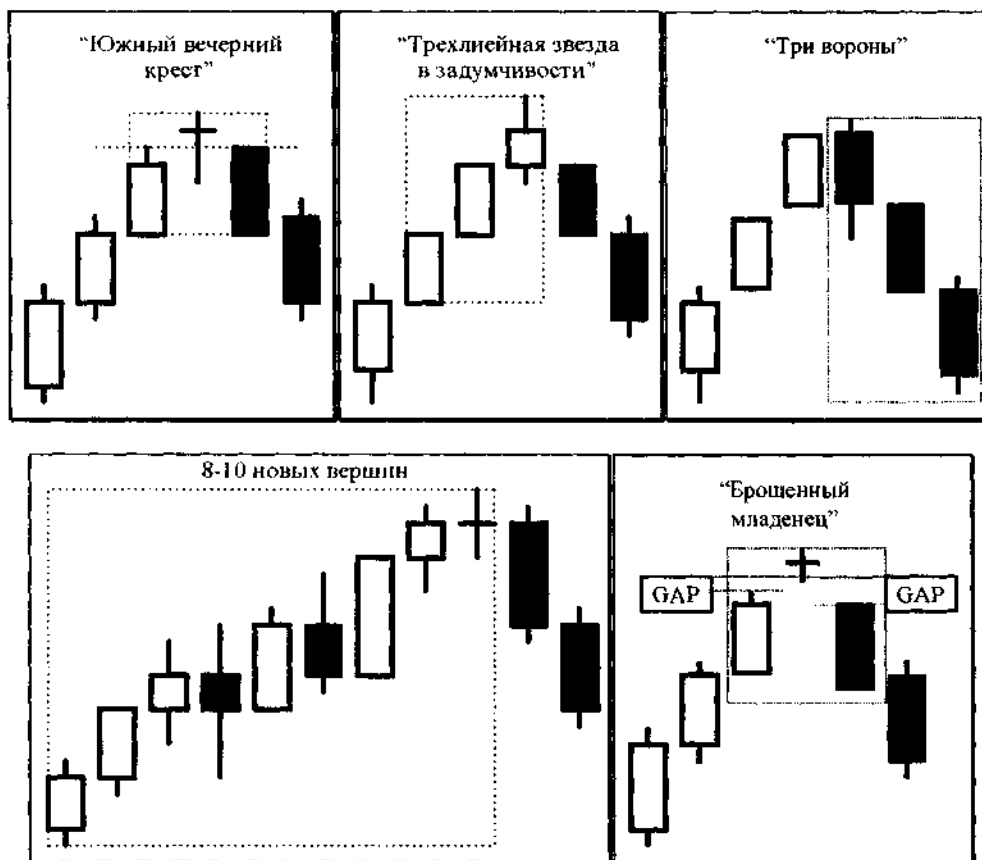 “Южный вечерний
крест”
“Трехлиейная звезда
в задумчивости”
“Три вороны”
8-10 новых вершин
“Брошенный
младенец”
GAP
GAP